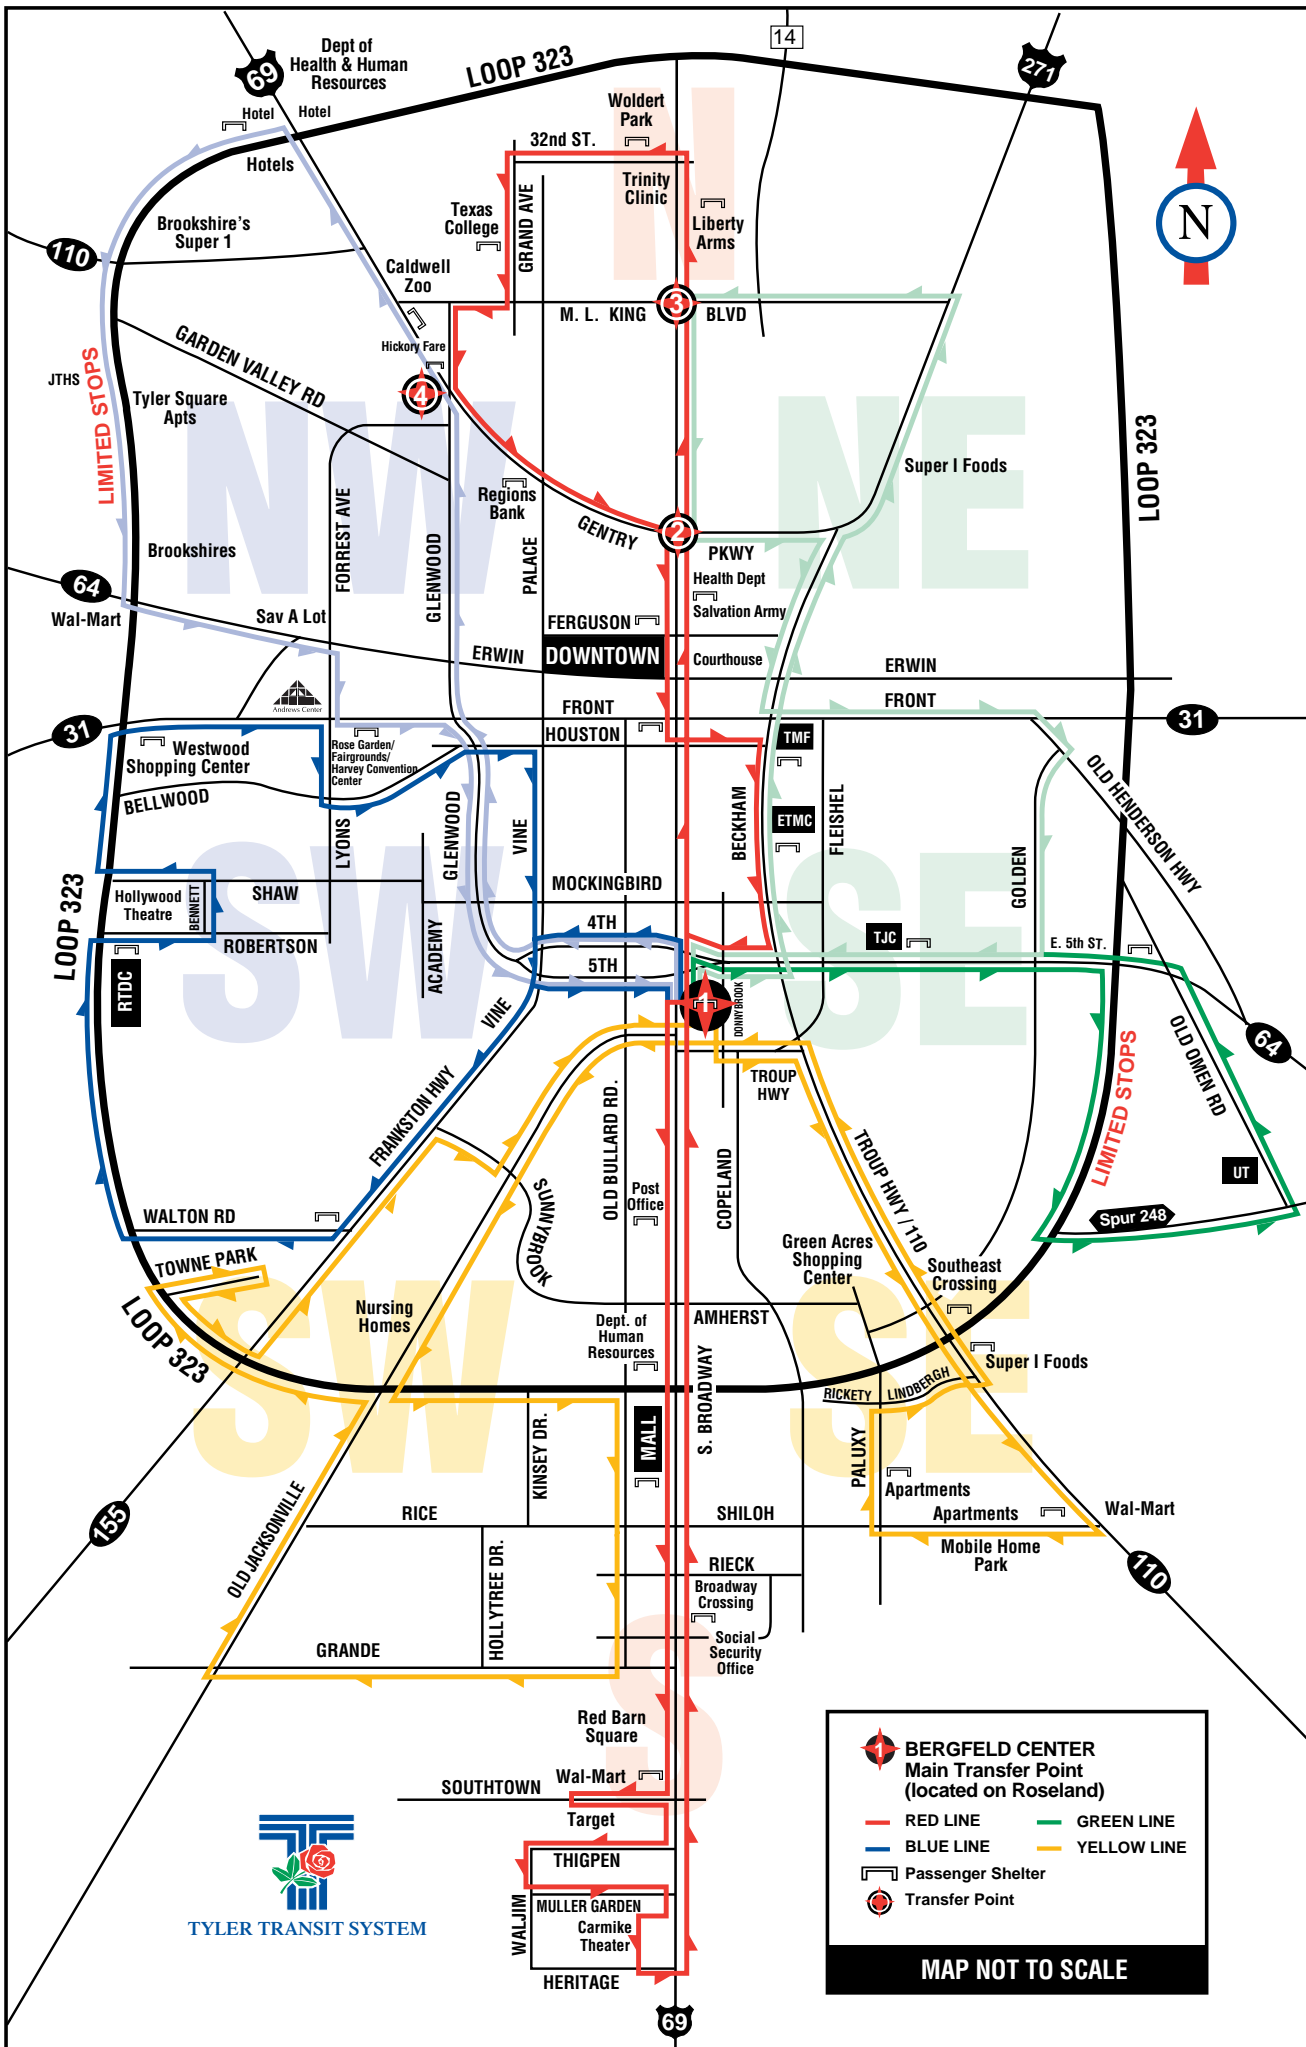 14
69
271
Dept of
Health & Human
Resources
LOOP 323
N
Woldert
Park
Hotel
Hotel
32nd ST.
Hotels
Trinity
Clinic
N
Texas
College
GRAND AVE
Liberty
Arms
Brookshire's
Super 1
110
Caldwell
Zoo
3
M. L. KING
BLVD
GARDEN VALLEY RD
Hickory Fare
JTHS
LIMITED STOPS
4
Tyler Square
Apts
NW
NE
LOOP 323
Super I Foods
Regions
Bank
GENTRY
2
PKWY
FORREST AVE
GLENWOOD
PALACE
Brookshires
Health Dept
64
Wal-Mart
Sav A Lot
Salvation Army
FERGUSON
ERWIN
DOWNTOWN
Courthouse
ERWIN
Andrews Center
FRONT
FRONT
31
31
HOUSTON
TMF
Westwood
Shopping Center
Rose Garden/
Fairgrounds/
Harvey Convention
Center
BELLWOOD
OLD HENDERSON HWY
LYONS
GLENWOOD
VINE
BECKHAM
ETMC
FLEISHEL
GOLDEN
SW
SE
MOCKINGBIRD
Hollywood
Theatre
BENNETT
SHAW
LOOP 323
ROBERTSON
ACADEMY
4TH
TJC
E. 5th ST.
5TH
RTDC
1
DONNYBROOK
VINE
OLD OMEN RD
64
FRANKSTON HWY
TROUP
HWY
LIMITED STOPS
OLD BULLARD RD.
TROUP HWY / 110
COPELAND
SUNNYBROOK
Post
Office
UT
WALTON RD
Spur 248
Green Acres
Shopping
Center
TOWNE PARK
Southeast
Crossing
SW
SE
Nursing
Homes
LOOP 323
Dept. of
Human
Resources
AMHERST
Super I Foods
S. BROADWAY
RICKETY
LINDBERGH
MALL
KINSEY DR.
PALUXY
Apartments
155
OLD JACKSONVILLE
RICE
SHILOH
Apartments
Wal-Mart
Mobile Home
Park
HOLLYTREE DR.
RIECK
110
Broadway
Crossing
S
GRANDE
Social
Security
Office
Red Barn
Square
Wal-Mart
SOUTHTOWN
Target
THIGPEN
WALJIM
MULLER GARDEN
Carmike
Theater
HERITAGE
69
TYLER TRANSIT SYSTEM
1
BERGFELD CENTER
Main Transfer Point
(located on Roseland)
RED LINE
GREEN LINE
BLUE LINE
YELLOW LINE
Passenger Shelter
Transfer Point
MAP NOT TO SCALE